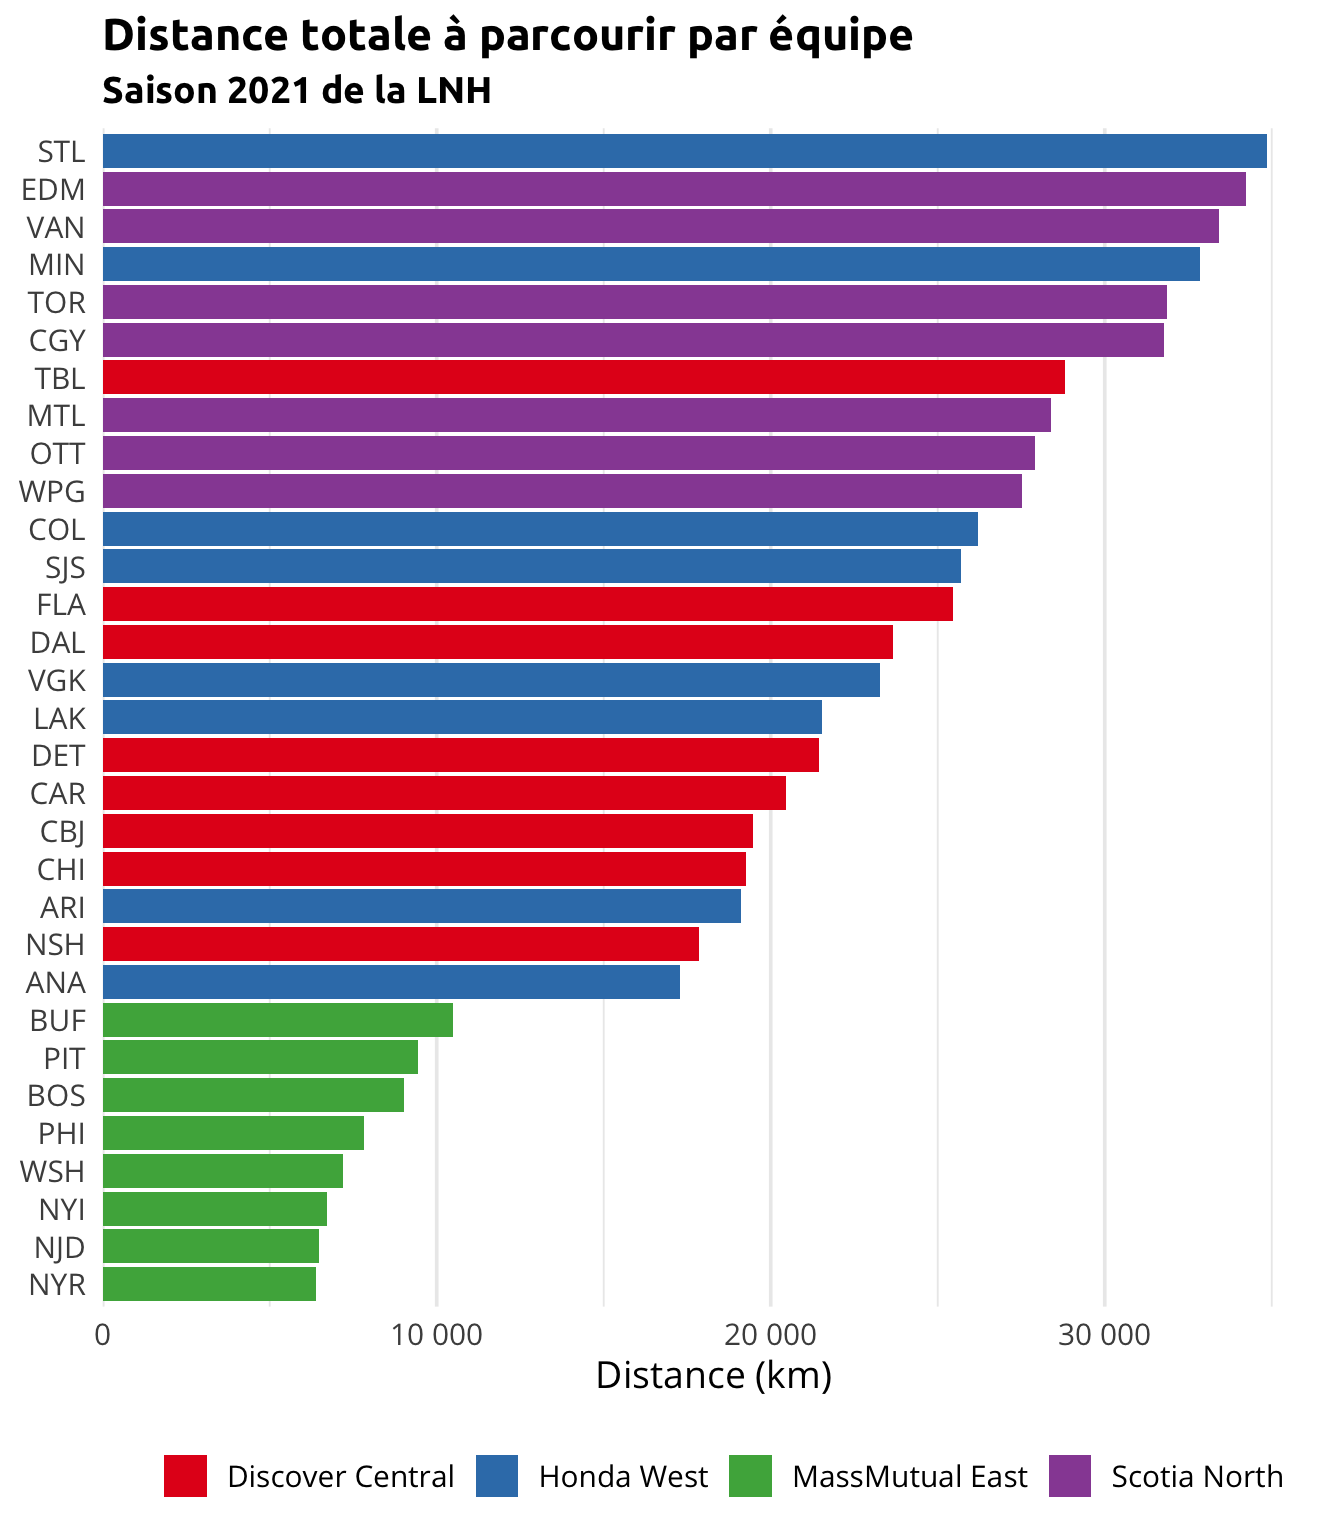 Distance totale à parcourir par équipe
Saison 2021 de la LNH
STL
EDM
VAN
MIN
TOR
CGY
TBL
MTL
OTT
WPG
COL
SJS
FLA
DAL
VGK
LAK
DET
CAR
CBJ
CHI
ARI
NSH
ANA
BUF
PIT
BOS
PHI
WSH
NYI
NJD
NYR
0 10 000 20 000 30 000
Distance (km)
Discover Central Honda West MassMutual East Scotia North